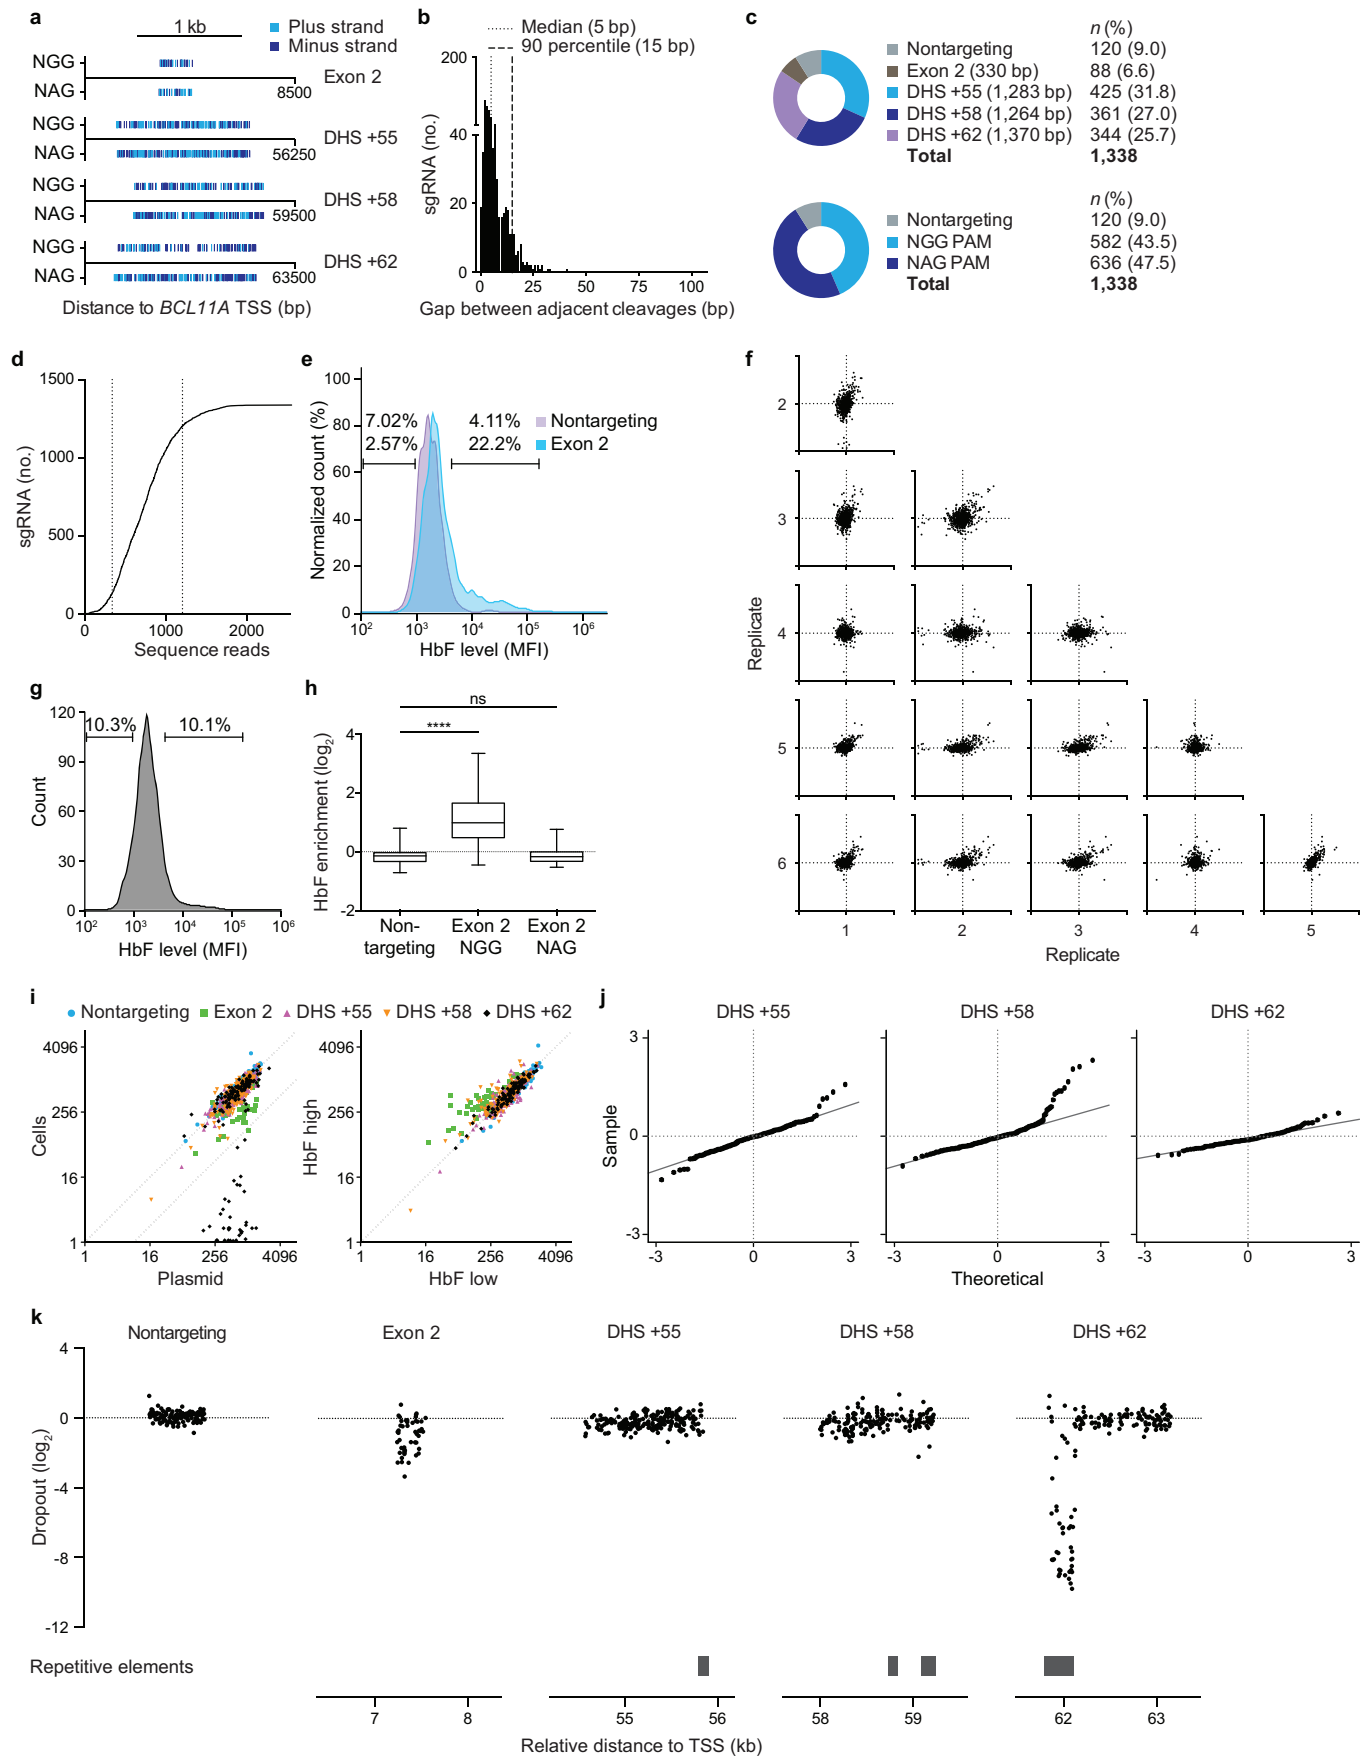 a
1 kb
Plus strand
Minus strand
NGG
NAG
8500
Exon 2
NGG
NAG
56250
DHS +55
NGG
NAG
59500
DHS +58
NGG
NAG
63500
DHS +62
Distance to BCL11A TSS (bp)
b
Median (5 bp)
90 percentile (15 bp)
200
40
20
0
sgRNA (no.)
0 25 50 75 100
Gap between adjacent cleavages (bp)
c
n (%)
Nontargeting 120 (9.0)
Exon 2 (330 bp) 88 (6.6)
DHS +55 (1,283 bp) 425 (31.8)
DHS +58 (1,264 bp) 361 (27.0)
DHS +62 (1,370 bp) 344 (25.7)
Total 1,338
n (%)
Nontargeting 120 (9.0)
NGG PAM 582 (43.5)
NAG PAM 636 (47.5)
Total 1,338
d
1500
1000
500
0
sgRNA (no.)
0 1000 2000
Sequence reads
e
100
80
60
40
20
0
Normalized count (%)
7.02% 4.11% Nontargeting
2.57% 22.2% Exon 2
10² 10³ 10⁴ 10⁵ 10⁶
HbF level (MFI)
f
2
3
4
5
6
Replicate
1 2 3 4 5
Replicate
g
120
90
60
30
0
Count
10.3% 10.1%
10² 10³ 10⁴ 10⁵ 10⁶
HbF level (MFI)
h
ns
****
4
2
0
-2
HbF enrichment (log₂)
Non-targeting
Exon 2 NGG
Exon 2 NAG
i
Nontargeting Exon 2 DHS +55 DHS +58 DHS +62
4096
256
16
1
Cells
1 16 256 4096
Plasmid
4096
256
16
1
HbF high
1 16 256 4096
HbF low
j
DHS +55 DHS +58 DHS +62
3
0
-3
Sample
-3 0 3
-3 0 3
-3 0 3
Theoretical
k
Nontargeting Exon 2 DHS +55 DHS +58 DHS +62
4
0
-4
-8
-12
Dropout (log₂)
Repetitive elements
7 8 55 56 58 59 62 63
Relative distance to TSS (kb)